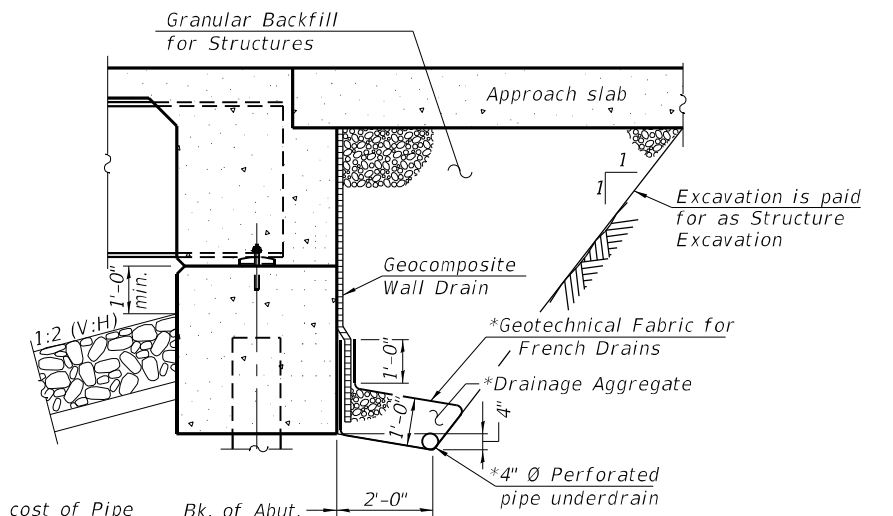 Granular Backfill
for Structures
Approach slab
1
1
Excavation is paid
for as Structure
Excavation
Geocomposite
Wall Drain
1'-0"
min.
1:2 (V:H)
*Geotechnical Fabric for
French Drains
1'-0"
*Drainage Aggregate
1'-0"
4"
*4" Ø Perforated
pipe underdrain
2'-0"
cost of Pipe
Bk. of Abut.